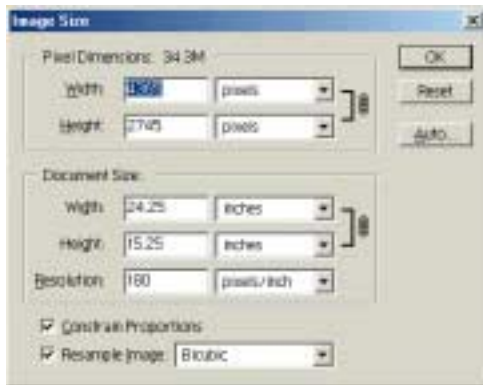 Image Size
Pixel Dimensions: 34.3M
OK
Width: 4365 pixels
Reset
Height: 2745 pixels
Auto...
Document Size:
Width: 24.25 inches
Height: 15.25 inches
Resolution: 180 pixels/inch
Constrain Proportions
Resample Image: Bicubic